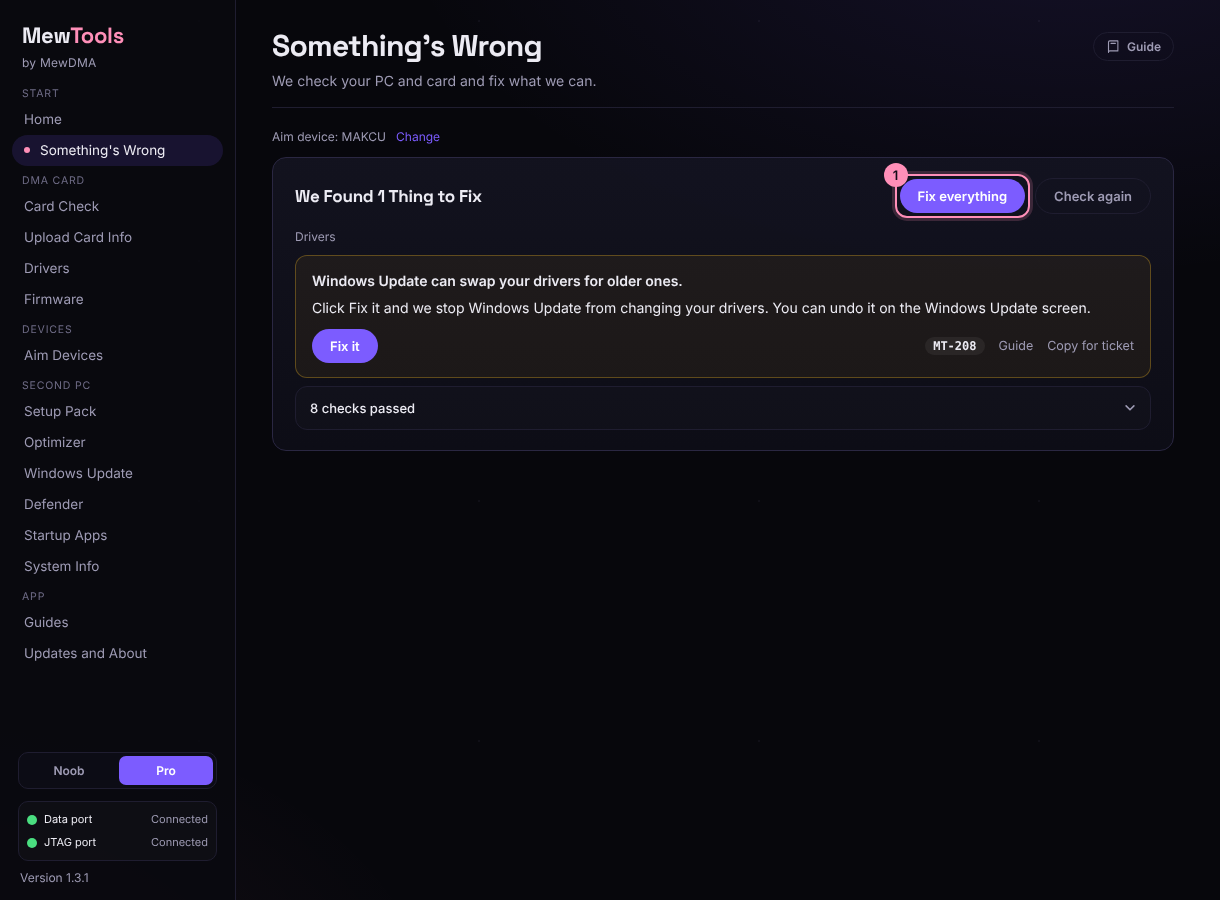 MewTools
by MewDMA
START
Home
Something's Wrong
DMA CARD
Card Check
Upload Card Info
Drivers
Firmware
DEVICES
Aim Devices
SECOND PC
Setup Pack
Optimizer
Windows Update
Defender
Startup Apps
System Info
APP
Guides
Updates and About
Noob
Pro
Data port
Connected
JTAG port
Connected
Version 1.3.1
Something's Wrong
Guide
We check your PC and card and fix what we can.
Aim device: MAKCU Change
We Found 1 Thing to Fix
1
Fix everything
Check again
Drivers
Windows Update can swap your drivers for older ones.
Click Fix it and we stop Windows Update from changing your drivers. You can undo it on the Windows Update screen.
Fix it
MT-208
Guide
Copy for ticket
8 checks passed